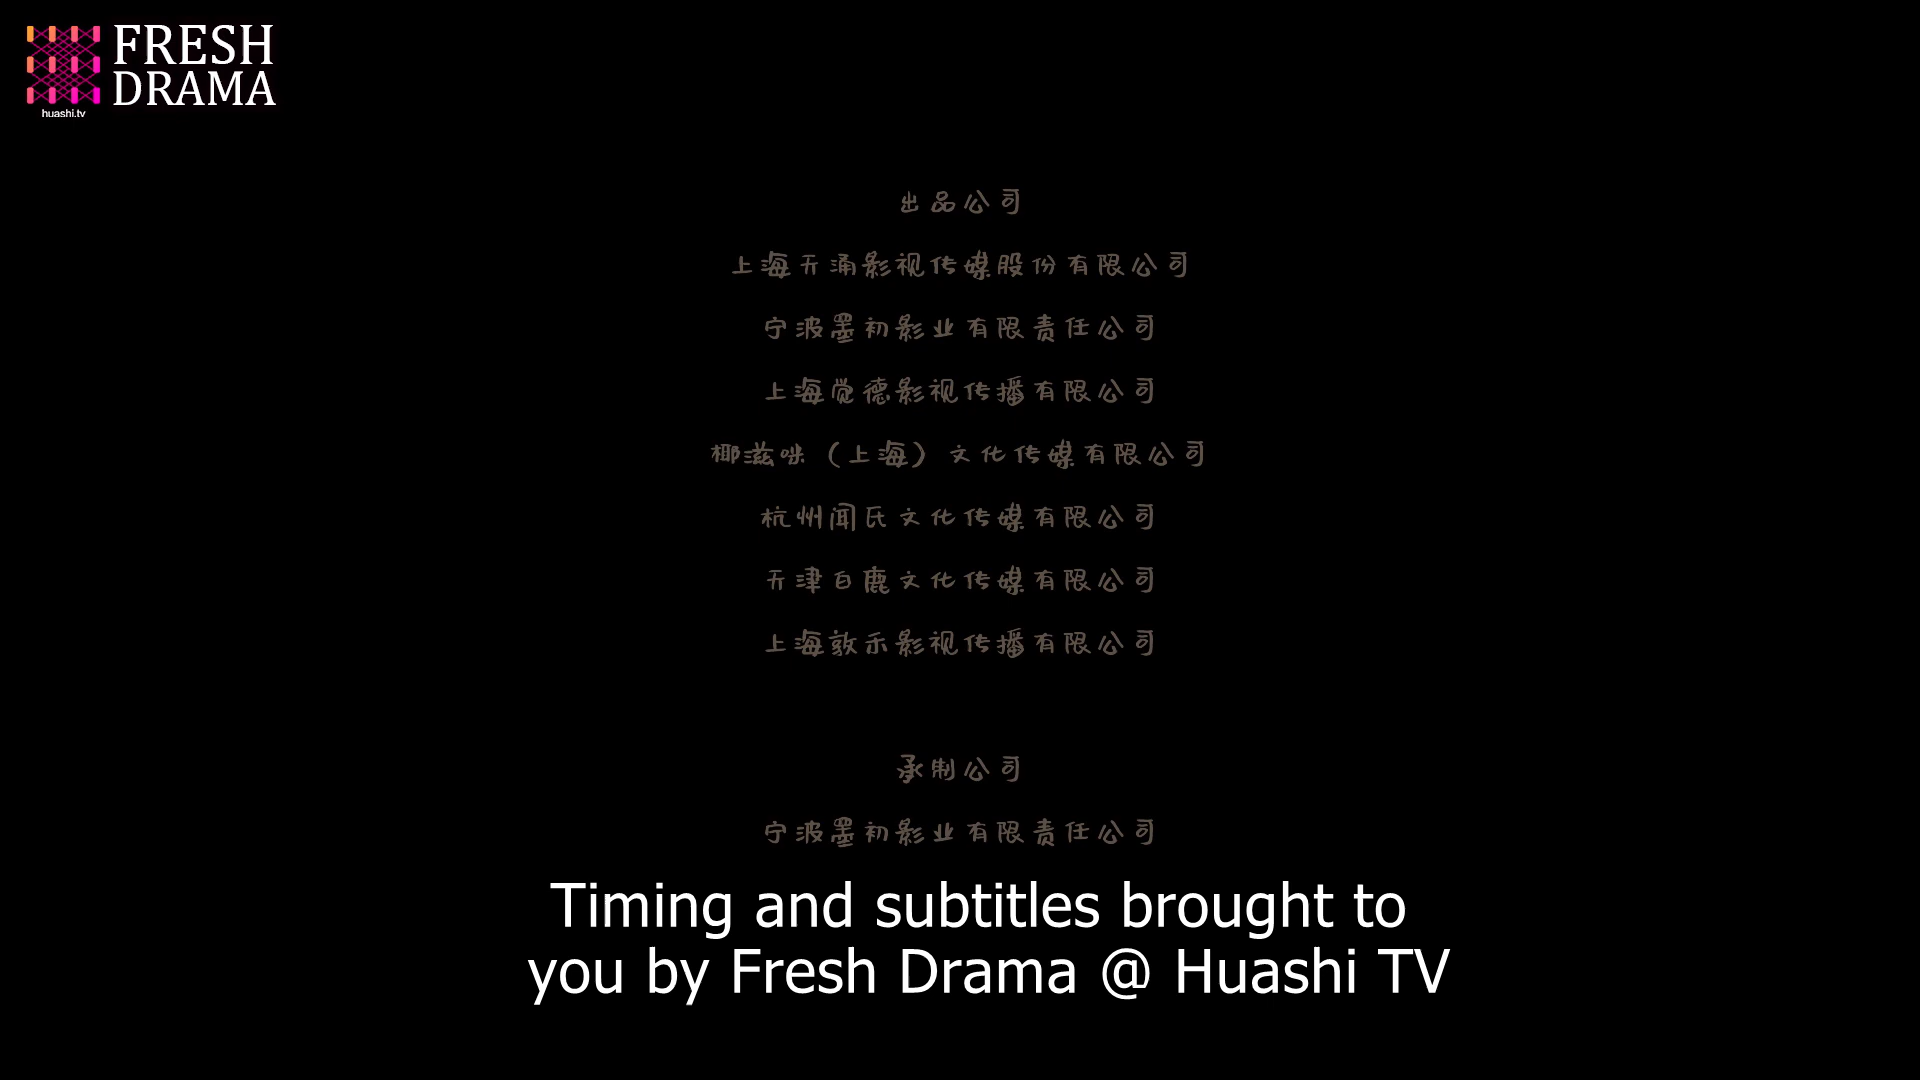 FRESH
DRAMA
huashi.tv
出品公司
上海天涌影视传媒股份有限公司
宁波墨初影业有限责任公司
上海觉德影视传播有限公司
椰滋咪（上海）文化传媒有限公司
杭州闻氏文化传媒有限公司
天津白鹿文化传媒有限公司
上海敦禾影视传播有限公司
承制公司
宁波墨初影业有限责任公司
Timing and subtitles brought to
you by Fresh Drama @ Huashi TV